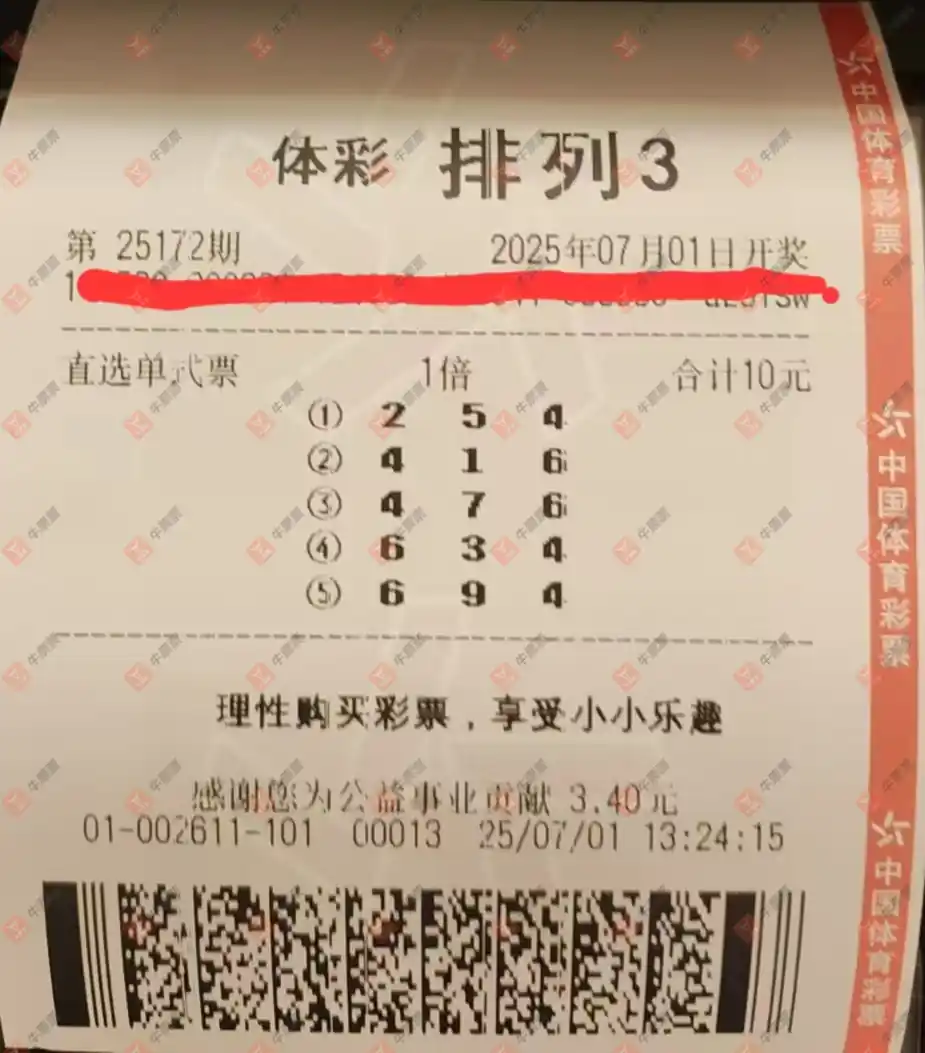 体彩 排列3
第 25172期 2025年07月01日开奖
直选单式票 1倍 合计10元
① 2 5 4
② 4 1 6
③ 4 7 6
④ 6 3 4
⑤ 6 9 4
理性购买彩票，享受小小乐趣
感谢您为公益事业贡献 3.40元
01-002611-101 00013 25/07/01 13:24:15
中国体育彩票
中国体育彩票
中国体育彩票